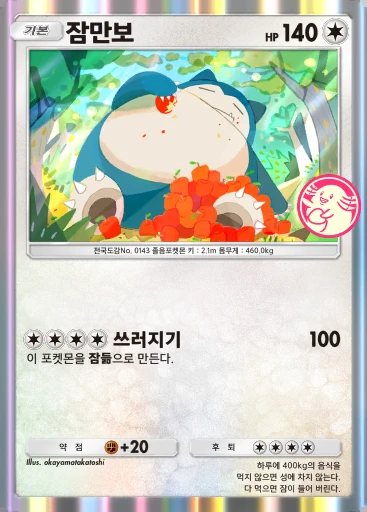 기본 잠만보 HP 140
전국도감No. 0143 졸음포켓몬 키 : 2.1m 몸무게 : 460.0kg
쓰러지기 100
이 포켓몬을 잠듦으로 만든다.
약 점 +20 후 퇴
Illus. okayamatakatoshi
하루에 400kg의 음식을
먹지 않으면 성에 차지 않는다.
다 먹으면 잠이 들어 버린다.